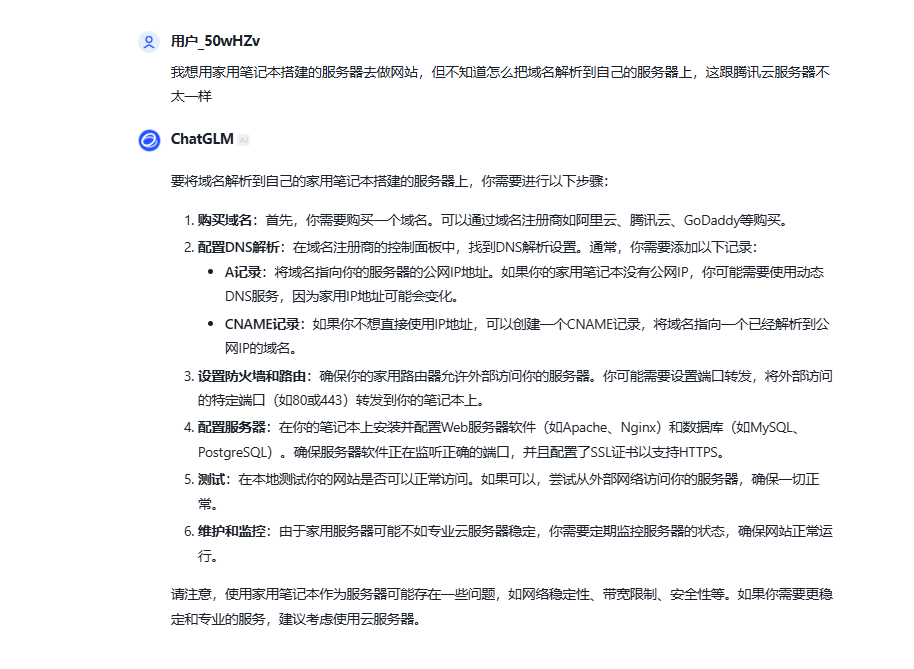 用户_50wHZv
我想用家用笔记本搭建的服务器去做网站，但不知道怎么把域名解析到自己的服务器上，这跟腾讯云服务器不
太一样
ChatGLM AI
要将域名解析到自己的家用笔记本搭建的服务器上，你需要进行以下步骤：
1. 购买域名：首先，你需要购买一个域名。可以通过域名注册商如阿里云、腾讯云、GoDaddy等购买。
2. 配置DNS解析：在域名注册商的控制面板中，找到DNS解析设置。通常，你需要添加以下记录：
• A记录：将域名指向你的服务器的公网IP地址。如果你的家用笔记本没有公网IP，你可能需要使用动态
DNS服务，因为家用IP地址可能会变化。
• CNAME记录：如果你不想直接使用IP地址，可以创建一个CNAME记录，将域名指向一个已经解析到公
网IP的域名。
3. 设置防火墙和路由：确保你的家用路由器允许外部访问你的服务器。你可能需要设置端口转发，将外部访问
的特定端口（如80或443）转发到你的笔记本上。
4. 配置服务器：在你的笔记本上安装并配置Web服务器软件（如Apache、Nginx）和数据库（如MySQL、
PostgreSQL）。确保服务器软件正在监听正确的端口，并且配置了SSL证书以支持HTTPS。
5. 测试：在本地测试你的网站是否可以正常访问。如果可以，尝试从外部网络访问你的服务器，确保一切正
常。
6. 维护和监控：由于家用服务器可能不如专业云服务器稳定，你需要定期监控服务器的状态，确保网站正常运
行。
请注意，使用家用笔记本作为服务器可能存在一些问题，如网络稳定性、带宽限制、安全性等。如果你需要更稳
定和专业的服务，建议考虑使用云服务器。